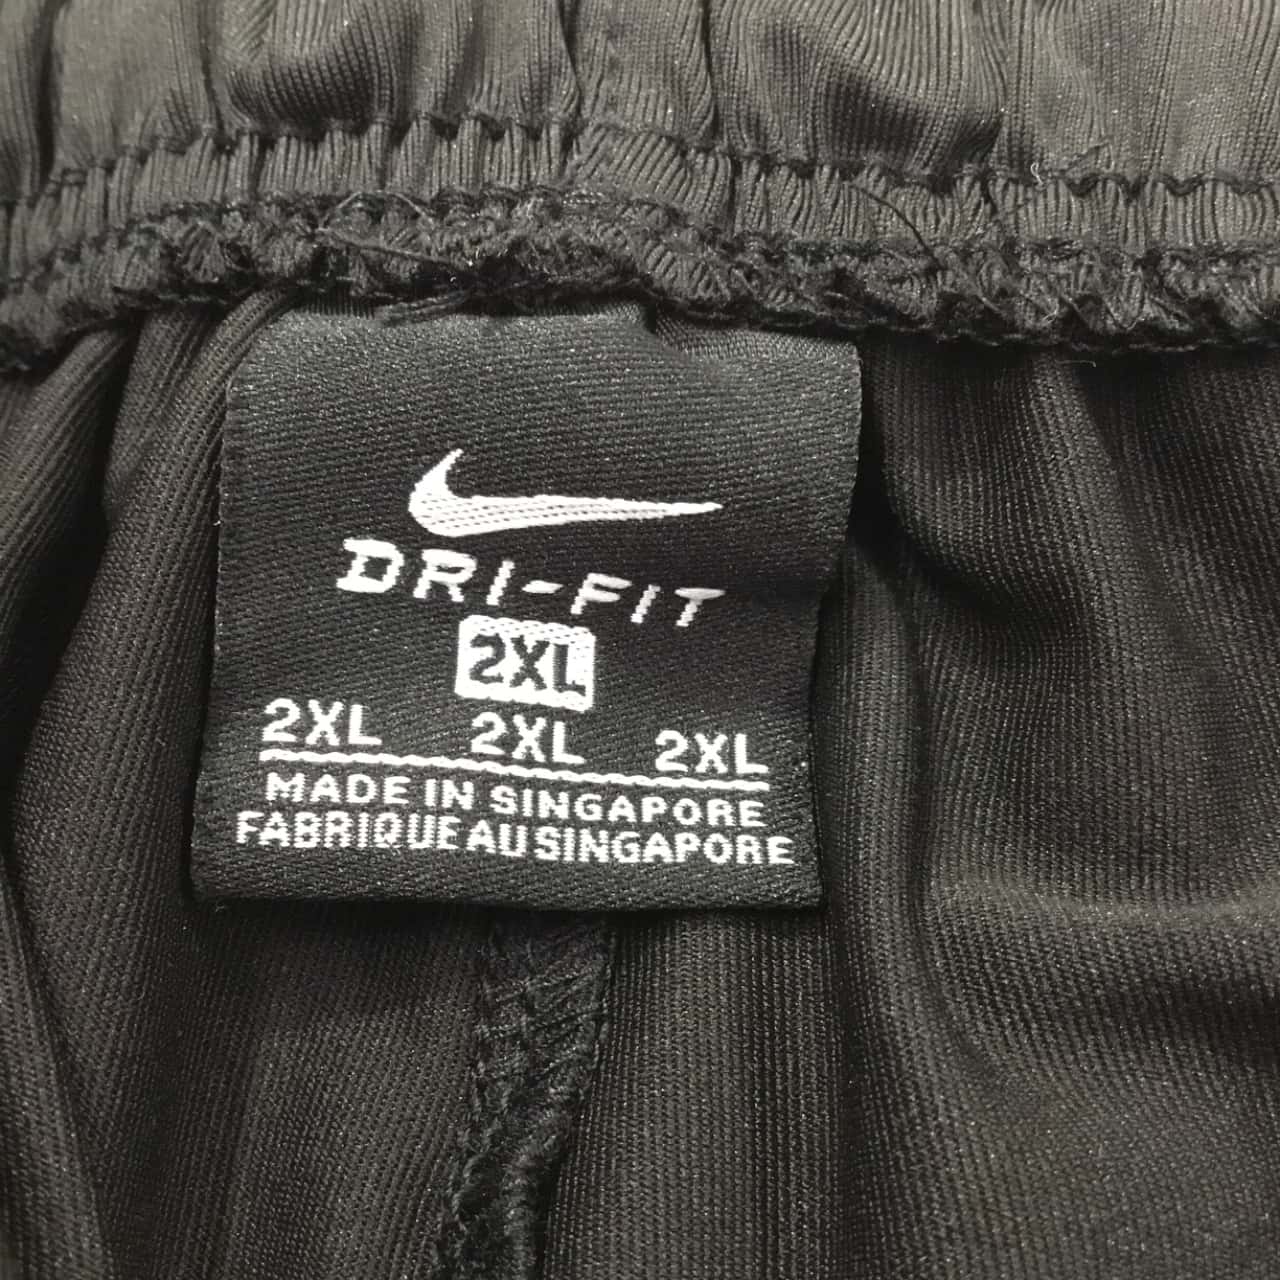 DRI-FIT
2XL
2XL 2XL 2XL
MADE IN SINGAPORE
FABRIQUE AU SINGAPORE